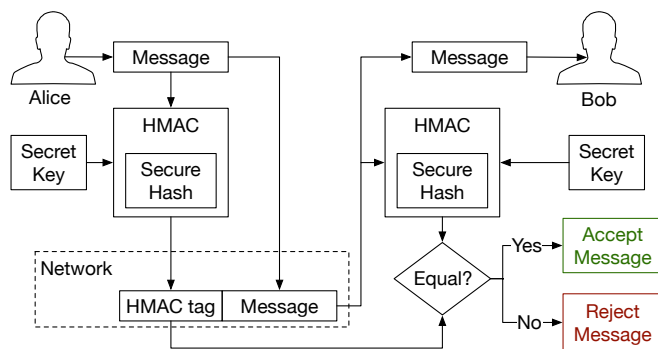 Message
Alice
HMAC
Secret
Key
Secure
Hash
Network
HMAC tag
Message
Message
Bob
HMAC
Secure
Hash
Secret
Key
Equal?
Yes
Accept
Message
No
Reject
Message